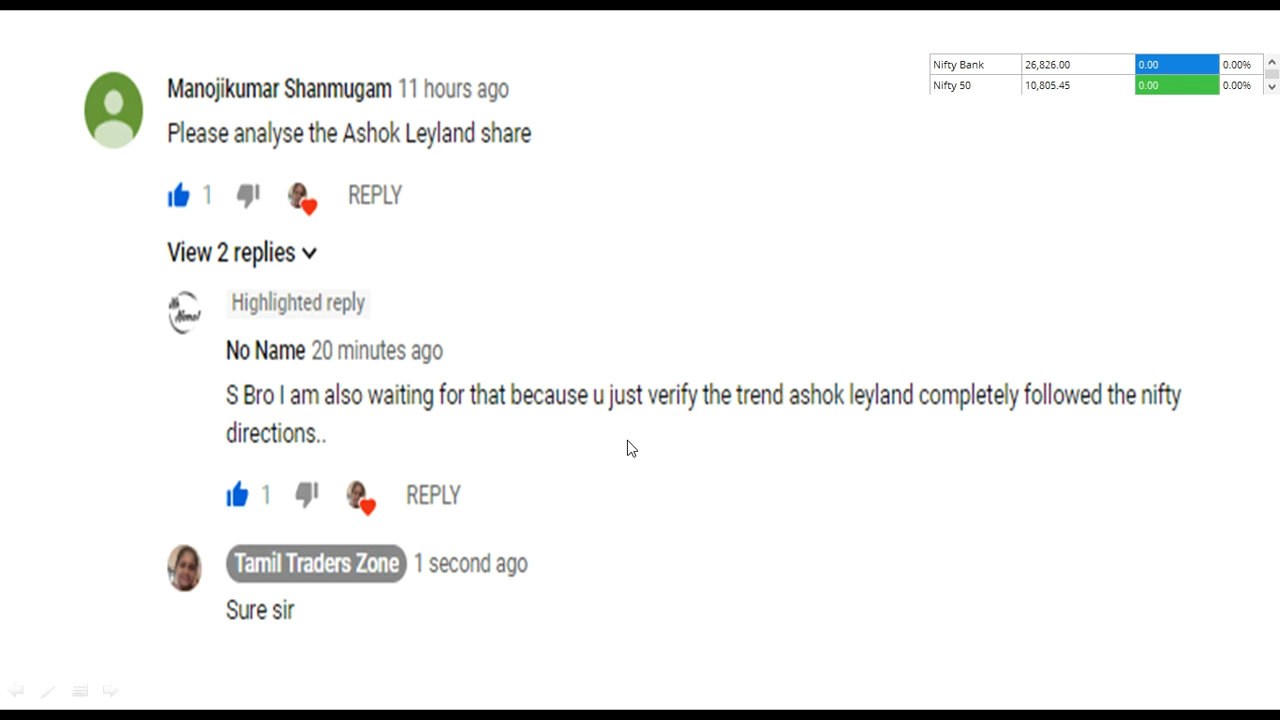 Nifty Bank 26,826.00 0.00 0.00%
Nifty 50 10,805.45 0.00 0.00%
Manojikumar Shanmugam 11 hours ago
Please analyse the Ashok Leyland share
1 REPLY
View 2 replies
Highlighted reply
No Name 20 minutes ago
S Bro I am also waiting for that because u just verify the trend ashok leyland completely followed the nifty
directions..
1 REPLY
Tamil Traders Zone 1 second ago
Sure sir